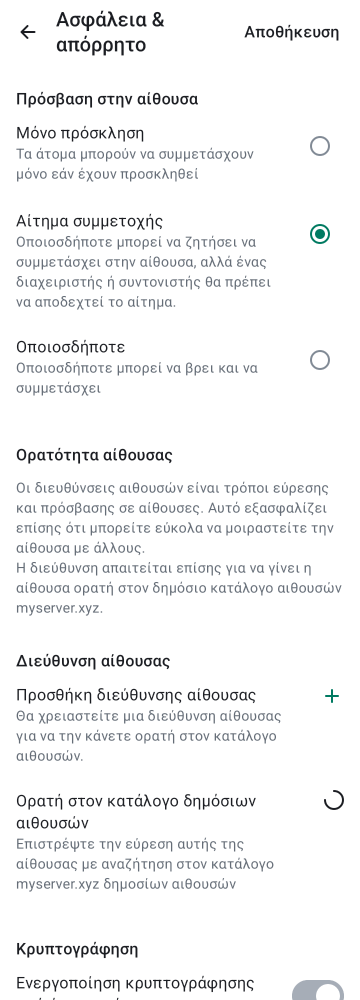 Ασφάλεια &
απόρρητο
Αποθήκευση
Πρόσβαση στην αίθουσα
Μόνο πρόσκληση
Τα άτομα μπορούν να συμμετάσχουν
μόνο εάν έχουν προσκληθεί
Αίτημα συμμετοχής
Οποιοσδήποτε μπορεί να ζητήσει να
συμμετάσχει στην αίθουσα, αλλά ένας
διαχειριστής ή συντονιστής θα πρέπει
να αποδεχτεί το αίτημα.
Οποιοσδήποτε
Οποιοσδήποτε μπορεί να βρει και να
συμμετάσχει
Ορατότητα αίθουσας
Οι διευθύνσεις αιθουσών είναι τρόποι εύρεσης
και πρόσβασης σε αίθουσες. Αυτό εξασφαλίζει
επίσης ότι μπορείτε εύκολα να μοιραστείτε την
αίθουσα με άλλους.
Η διεύθυνση απαιτείται επίσης για να γίνει η
αίθουσα ορατή στον δημόσιο κατάλογο αιθουσών
myserver.xyz.
Διεύθυνση αίθουσας
Προσθήκη διεύθυνσης αίθουσας
Θα χρειαστείτε μια διεύθυνση αίθουσας
για να την κάνετε ορατή στον κατάλογο
αιθουσών.
Ορατή στον κατάλογο δημόσιων
αιθουσών
Επιστρέψτε την εύρεση αυτής της
αίθουσας με αναζήτηση στον κατάλογο
myserver.xyz δημοσίων αιθουσών
Κρυπτογράφηση
Ενεργοποίηση κρυπτογράφησης